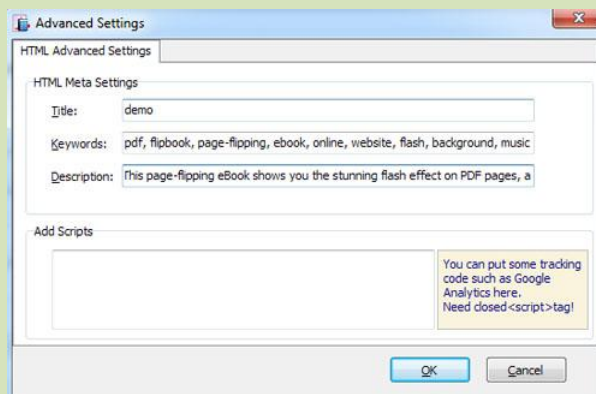 Advanced Settings
HTML Advanced Settings
HTML Meta Settings
Title: demo
Keywords: pdf, flipbook, page-flipping, ebook, online, website, flash, background, music
Description: This page-flipping eBook shows you the stunning flash effect on PDF pages, a
Add Scripts
You can put some tracking
code such as Google
Analytics here.
Need closed<script>tag!
OK Cancel